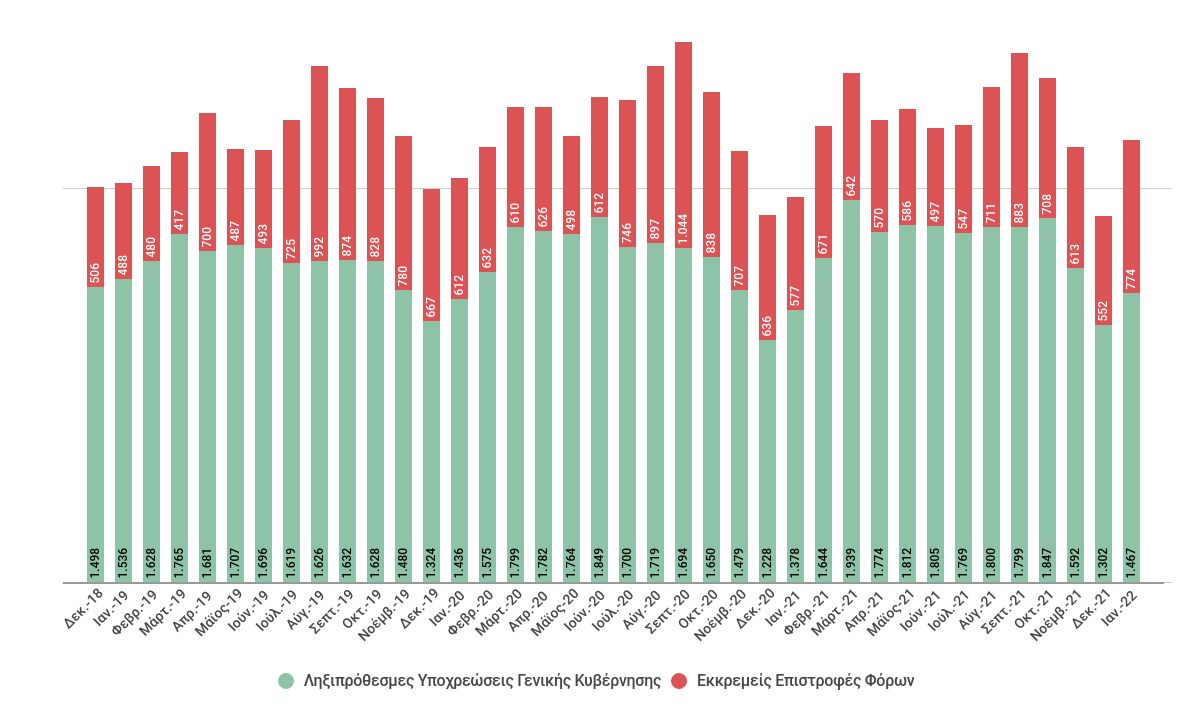 506 488 480 417 700 487 493 725 992 874 828 780 667 612 632 610 626 498 612 746 897 1.044 838 707 636 577 671 642 570 586 497 547 711 883 708 613 552 774
1.498 1.536 1.628 1.765 1.681 1.707 1.696 1.619 1.626 1.632 1.628 1.480 1.324 1.436 1.575 1.799 1.782 1.764 1.849 1.700 1.719 1.694 1.650 1.479 1.228 1.378 1.644 1.939 1.774 1.812 1.805 1.769 1.800 1.799 1.847 1.592 1.302 1.467
Δεκ.-18 Ιαν.-19 Φεβρ.-19 Μάρτ.-19 Απρ.-19 Μάϊος-19 Ιούν.-19 Ιούλ.-19 Αύγ.-19 Σεπτ.-19 Οκτ.-19 Νοέμβ.-19 Δεκ.-19 Ιαν.-20 Φεβρ.-20 Μάρτ.-20 Απρ.-20 Μάϊος-20 Ιούν.-20 Ιούλ.-20 Αύγ.-20 Σεπτ.-20 Οκτ.-20 Νοέμβ.-20 Δεκ.-20 Ιαν.-21 Φεβρ.-21 Μάρτ.-21 Απρ.-21 Μάϊος-21 Ιούν.-21 Ιούλ.-21 Αύγ.-21 Σεπτ.-21 Οκτ.-21 Νοέμβ.-21 Δεκ.-21 Ιαν.-22
Ληξιπρόθεσμες Υποχρεώσεις Γενικής Κυβέρνησης Εκκρεμείς Επιστροφές Φόρων